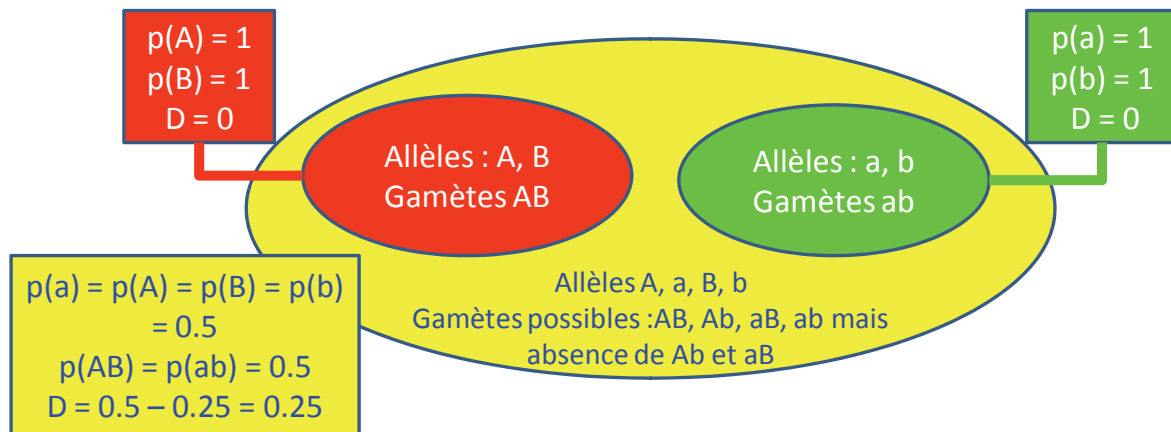 p(A) = 1
p(B) = 1
D = 0
p(a) = 1
p(b) = 1
D = 0
Allèles : A, B
Gamètes AB
Allèles : a, b
Gamètes ab
Allèles A, a, B, b
Gamètes possibles :AB, Ab, aB, ab mais
absence de Ab et aB
p(a) = p(A) = p(B) = p(b)
= 0.5
p(AB) = p(ab) = 0.5
D = 0.5 – 0.25 = 0.25